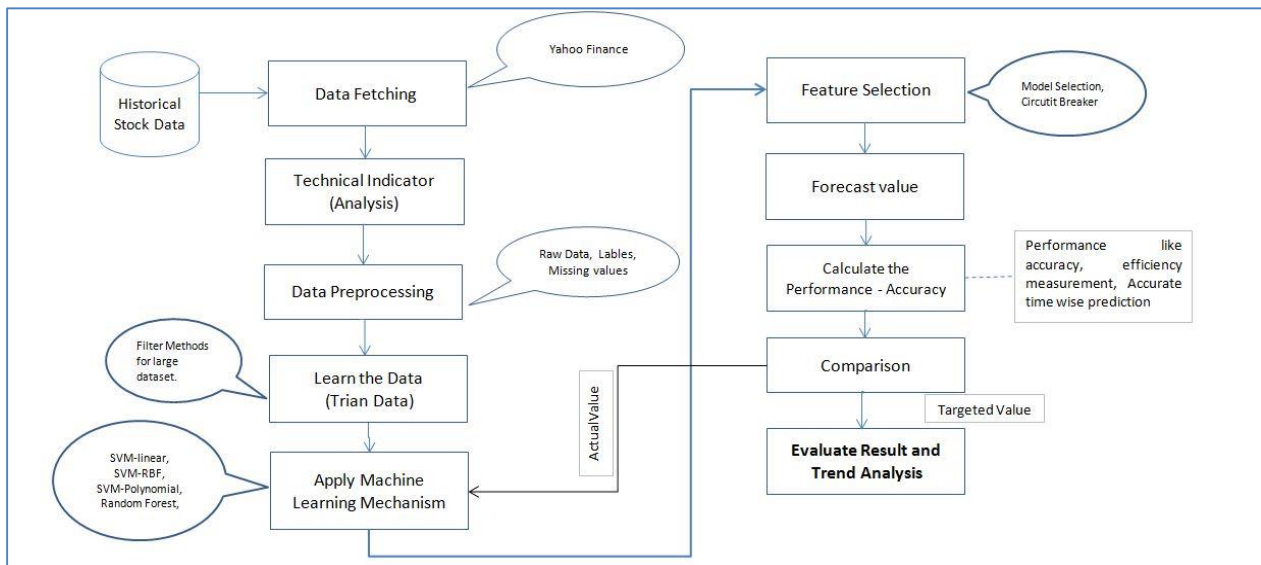 Historical
Stock Data
Data Fetching
Yahoo Finance
Technical Indicator
(Analysis)
Data Preprocessing
Raw Data, Lables,
Missing values
Filter Methods
for large
dataset.
Learn the Data
(Trian Data)
SVM-linear,
SVM-RBF,
SVM-Polynomial,
Random Forest,
Apply Machine
Learning Mechanism
Feature Selection
Model Selection,
Circutit Breaker
Forecast value
Calculate the
Performance - Accuracy
Performance like
accuracy, efficiency
measurement, Accurate
time wise prediction
Comparison
ActualValue
Targeted Value
Evaluate Result and
Trend Analysis